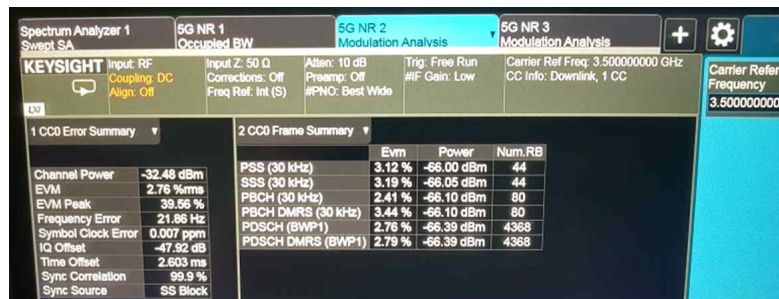 Spectrum Analyzer 1
Swept SA
5G NR 1
Occupied BW
5G NR 2
Modulation Analysis
5G NR 3
Modulation Analysis
KEYSIGHT
LXI
Input: RF
Coupling: DC
Align: Off
Input Z: 50 Ω
Corrections: Off
Freq Ref: Int (S)
Atten: 10 dB
Preamp: Off
#PNO: Best Wide
Trig: Free Run
#IF Gain: Low
Carrier Ref Freq: 3.500000000 GHz
CC Info: Downlink, 1 CC
Carrier Refer
Frequency
3.500000000
1 CC0 Error Summary
Channel Power -32.48 dBm
EVM 2.76 %rms
EVM Peak 39.56 %
Frequency Error 21.86 Hz
Symbol Clock Error 0.007 ppm
IQ Offset -47.92 dB
Time Offset 2.603 ms
Sync Correlation 99.9 %
Sync Source SS Block
2 CC0 Frame Summary
Evm Power Num.RB
PSS (30 kHz) 3.12 % -66.00 dBm 44
SSS (30 kHz) 3.19 % -66.05 dBm 44
PBCH (30 kHz) 2.41 % -66.10 dBm 80
PBCH DMRS (30 kHz) 3.44 % -66.10 dBm 80
PDSCH (BWP1) 2.76 % -66.39 dBm 4368
PDSCH DMRS (BWP1) 2.79 % -66.39 dBm 4368